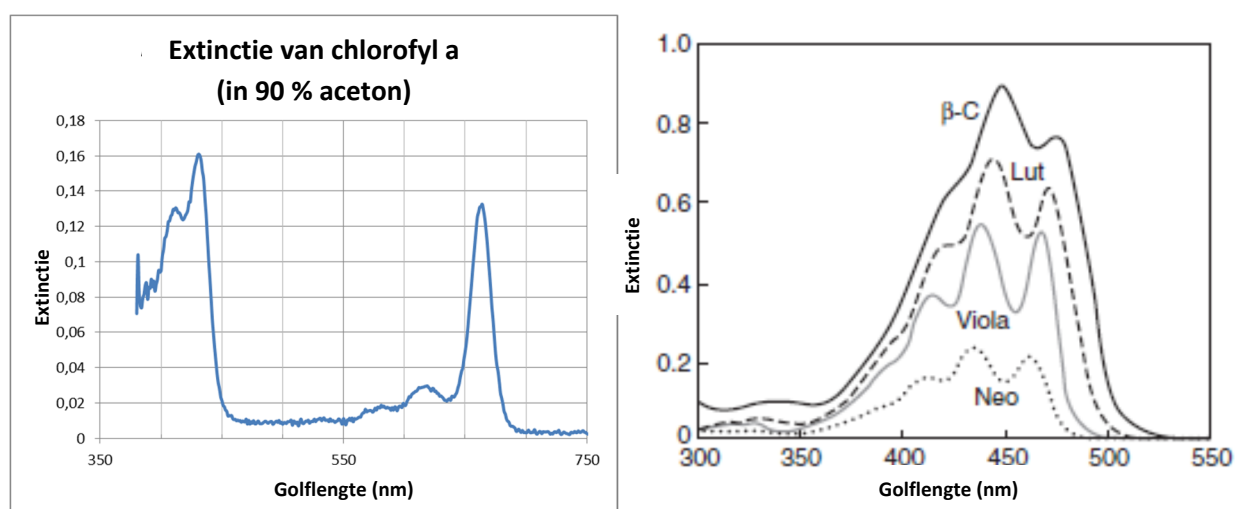 Extinctie van chlorofyl a
(in 90 % aceton)
Extinctie
0,18
0,16
0,14
0,12
0,1
0,08
0,06
0,04
0,02
0
350
550
750
Golflengte (nm)
Extinctie
1.0
0.8
0.6
0.4
0.2
0
β-C
Lut
Viola
Neo
300
350
400
450
500
550
Golflengte (nm)